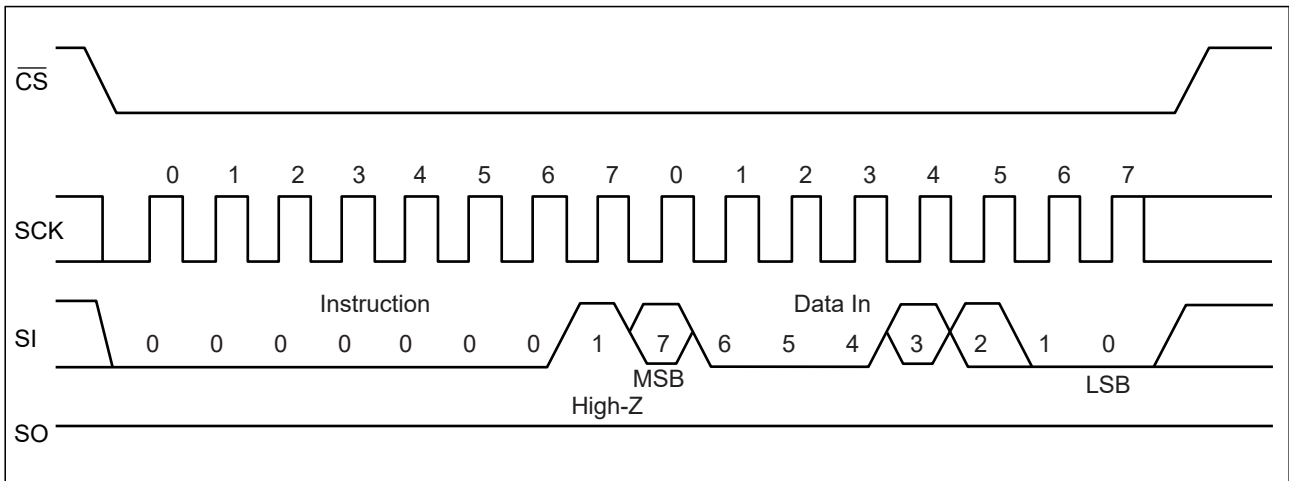 C̅S̅
0 1 2 3 4 5 6 7 0 1 2 3 4 5 6 7
SCK
Instruction Data In
SI 0 0 0 0 0 0 0 1 7 6 5 4 3 2 1 0
MSB LSB
High-Z
SO